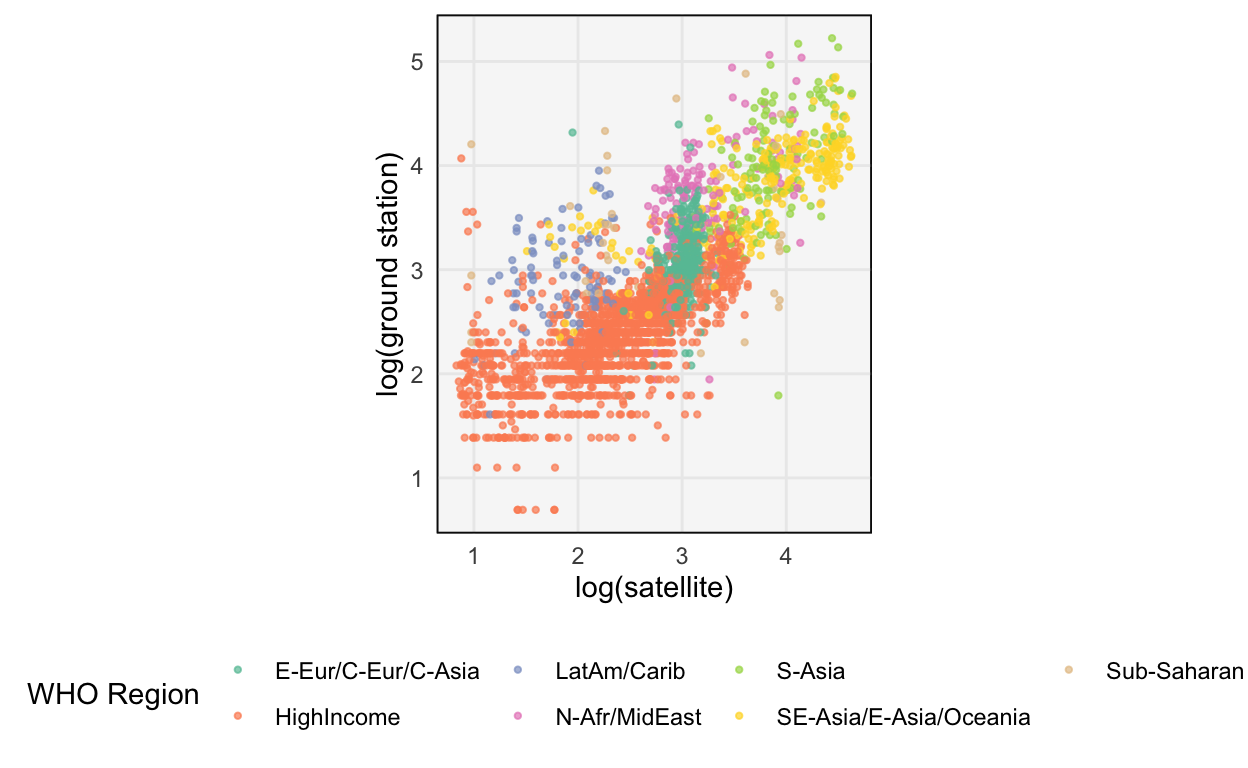 5
4
3
2
1
log(ground station)
1 2 3 4
log(satellite)
WHO Region
E-Eur/C-Eur/C-Asia LatAm/Carib S-Asia Sub-Saharan
HighIncome N-Afr/MidEast SE-Asia/E-Asia/Oceania